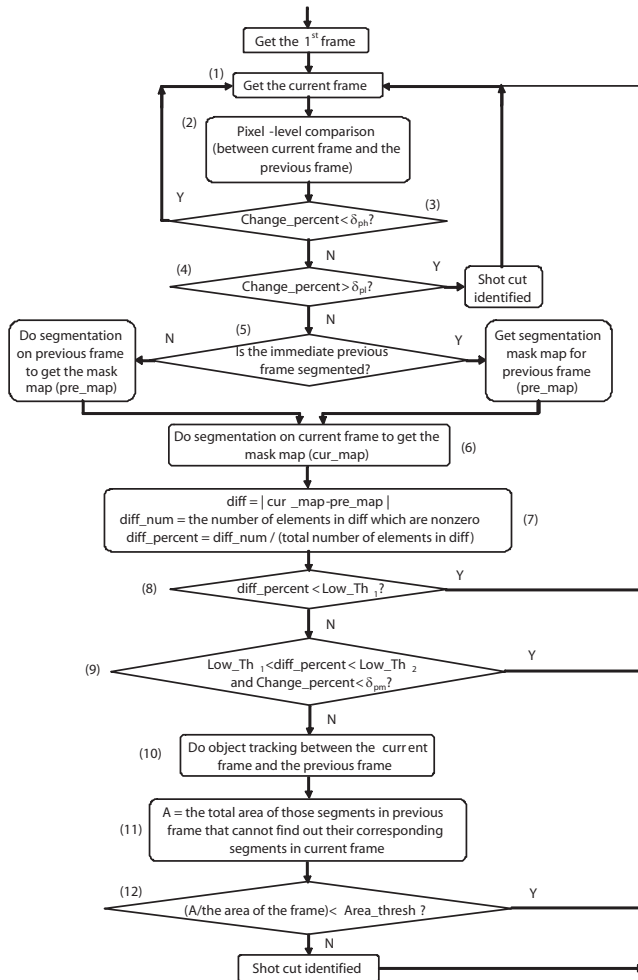 Get the 1st frame
(1)
Get the current frame
(2)
Pixel -level comparison
(between current frame and the
previous frame)
Y
(3)
Change_percent< δph?
N
(4)
Y
Change_percent>δpl?
Shot cut
identified
N
(5)
Do segmentation
on previous frame
to get the mask
map (pre_map)
N
Is the immediate previous
frame segmented?
Y
Get segmentation
mask map for
previous frame
(pre_map)
Do segmentation on current frame to get the
mask map (cur_map)
(6)
diff = | cur _map-pre_map |
diff_num = the number of elements in diff which are nonzero
diff_percent = diff_num / (total number of elements in diff)
(7)
(8)
diff_percent < Low_Th 1?
Y
N
(9)
Low_Th 1<diff_percent< Low_Th 2
and Change_percent< δpm?
Y
N
(10)
Do object tracking between the current
frame and the previous frame
(11)
A = the total area of those segments in previous
frame that cannot find out their corresponding
segments in current frame
(12)
(A/the area of the frame)< Area_thresh ?
Y
N
Shot cut identified